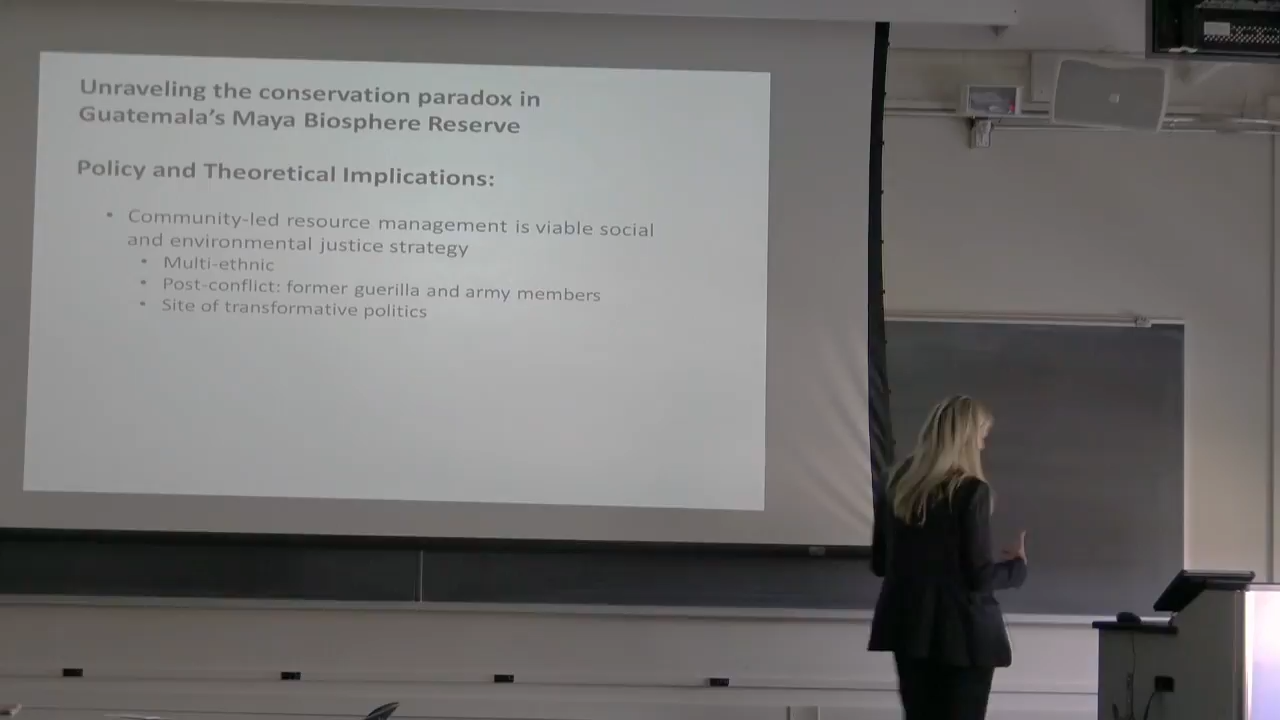 Unraveling the conservation paradox in
Guatemala's Maya Biosphere Reserve
Policy and Theoretical Implications:
• Community-led resource management is viable social
and environmental justice strategy
• Multi-ethnic
• Post-conflict: former guerilla and army members
• Site of transformative politics